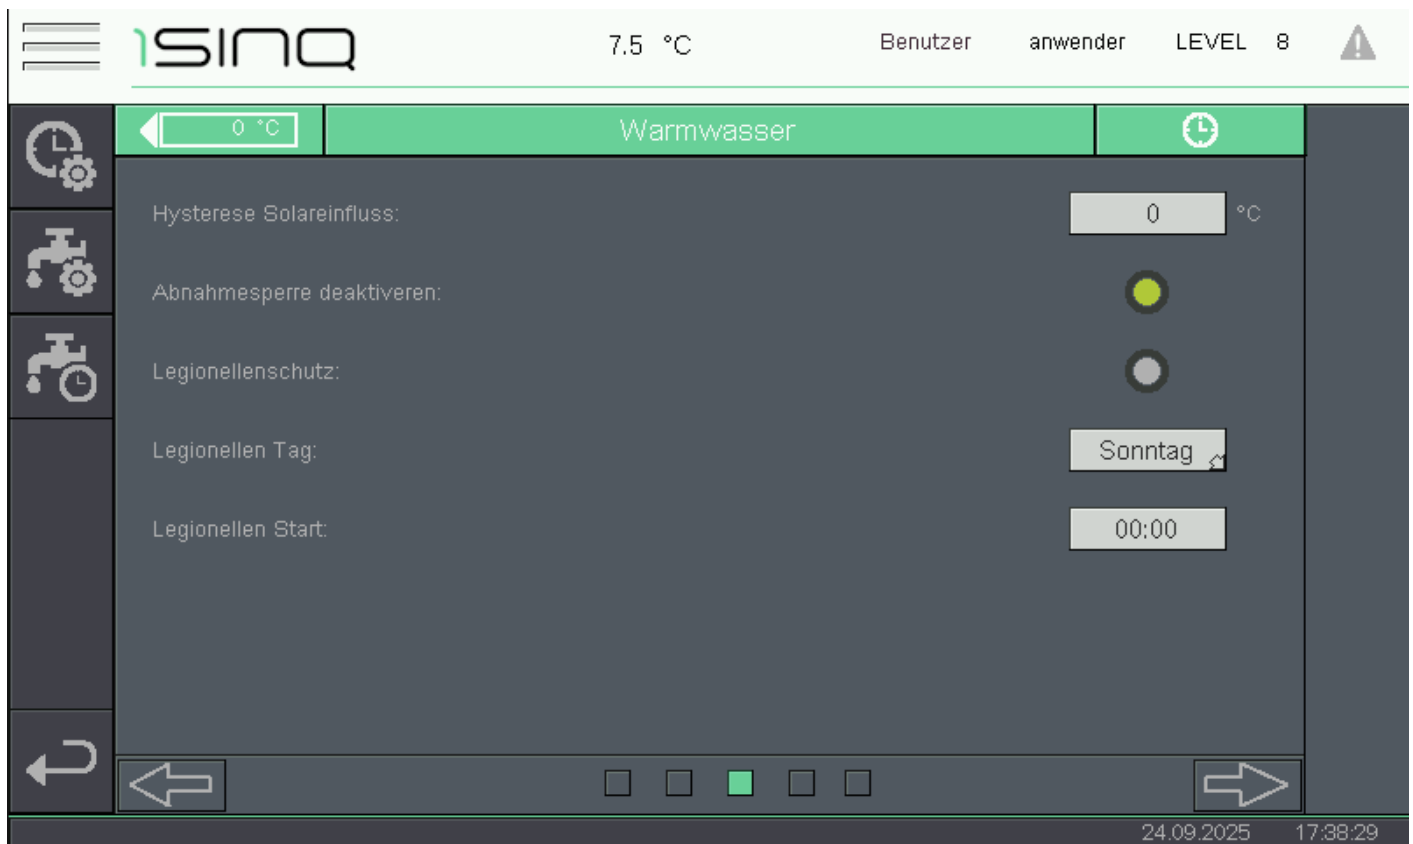 ısinq
7.5 °C
Benutzer anwender LEVEL 8
0 °C
Warmwasser
Hysterese Solareinfluss: 0 °C
Abnahmesperre deaktiveren:
Legionellenschutz:
Legionellen Tag: Sonntag
Legionellen Start: 00:00
24.09.2025 17:38:29